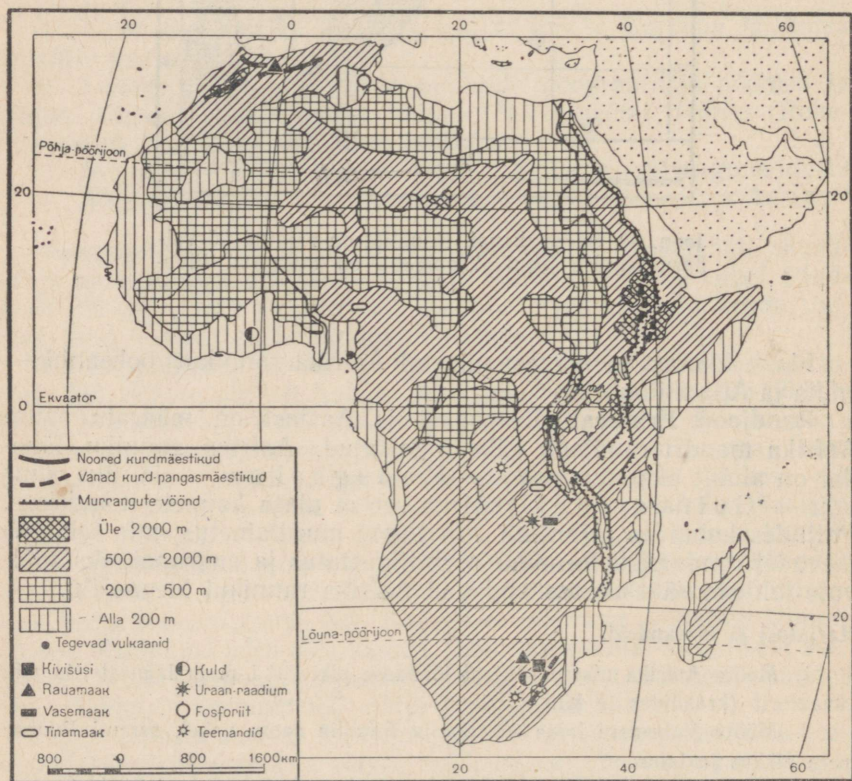 20 0 20 40 60
Põhja-pöörijoon
20 20
Ekvaator
0 0
Noored kurdmäestikud
Vanad kurd-pangasmäestikud
Murrangute vöönd
Üle 2000 m
500 - 2000 m
200 - 500 m
Alla 200 m
Tegevad vulkaanid
Kivisüsi Kuld
Rauamaak Uraan-raadium
Vasemaak Fosforiit
Tinamaak Teemandid
800 0 800 1600 км
20
Lõuna-pöörijoon
20 40 60